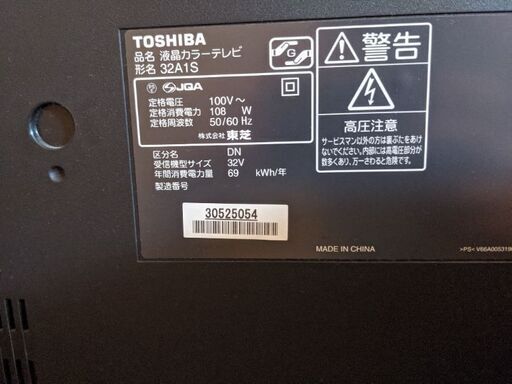 TOSHIBA
品名 液晶カラーテレビ
形名 32A1S
JQA
定格電圧 100V～
定格消費電力 108 W
定格周波数 50/60 Hz
株式会社 東芝
区分名 DN
受信機型サイズ 32V
年間消費電力量 69 kWh/年
製造番号
30525054
G
警告
高圧注意
サービスマン以外の方は裏ぶたをあけ
ないでください。内部には高電圧部分が
数多くあり、万一さわると危険です。
MADE IN CHINA
>PS< V66A0005319